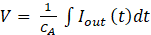 V = 1/C_A ∫ I_out (t)dt